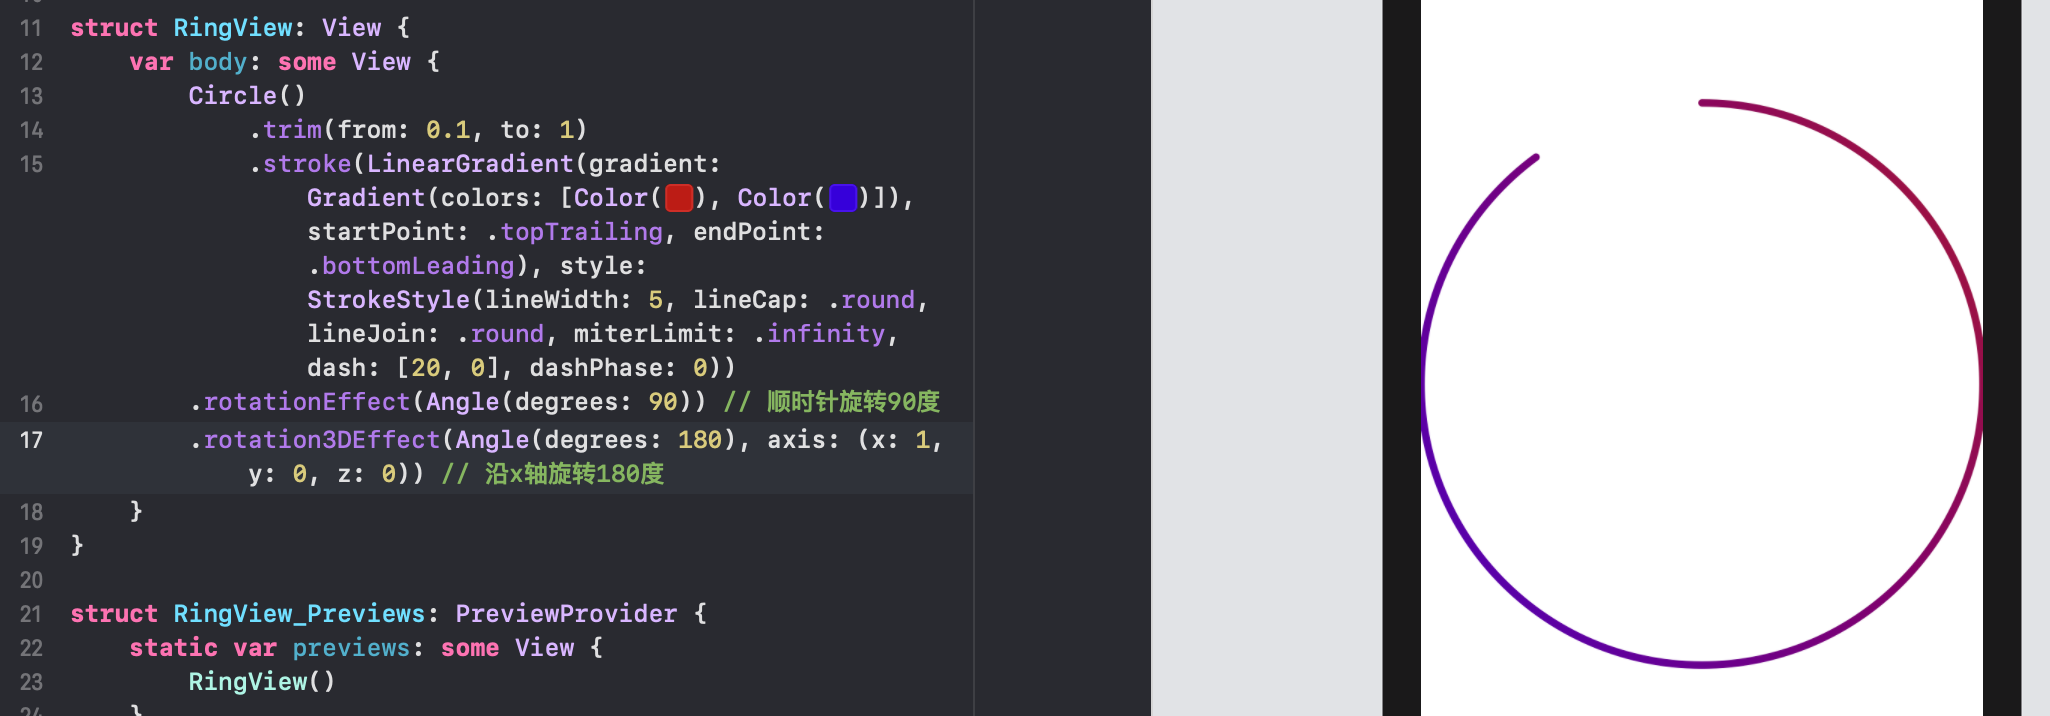 11 struct RingView: View {
12 var body: some View {
13 Circle()
14 .trim(from: 0.1, to: 1)
15 .stroke(LinearGradient(gradient:
Gradient(colors: [Color(), Color()]),
startPoint: .topTrailing, endPoint:
.bottomLeading), style:
StrokeStyle(lineWidth: 5, lineCap: .round,
lineJoin: .round, miterLimit: .infinity,
dash: [20, 0], dashPhase: 0))
16 .rotationEffect(Angle(degrees: 90)) // 顺时针旋转90度
17 .rotation3DEffect(Angle(degrees: 180), axis: (x: 1,
y: 0, z: 0)) // 沿x轴旋转180度
18 }
19 }
20
21 struct RingView_Previews: PreviewProvider {
22 static var previews: some View {
23 RingView()
24 }